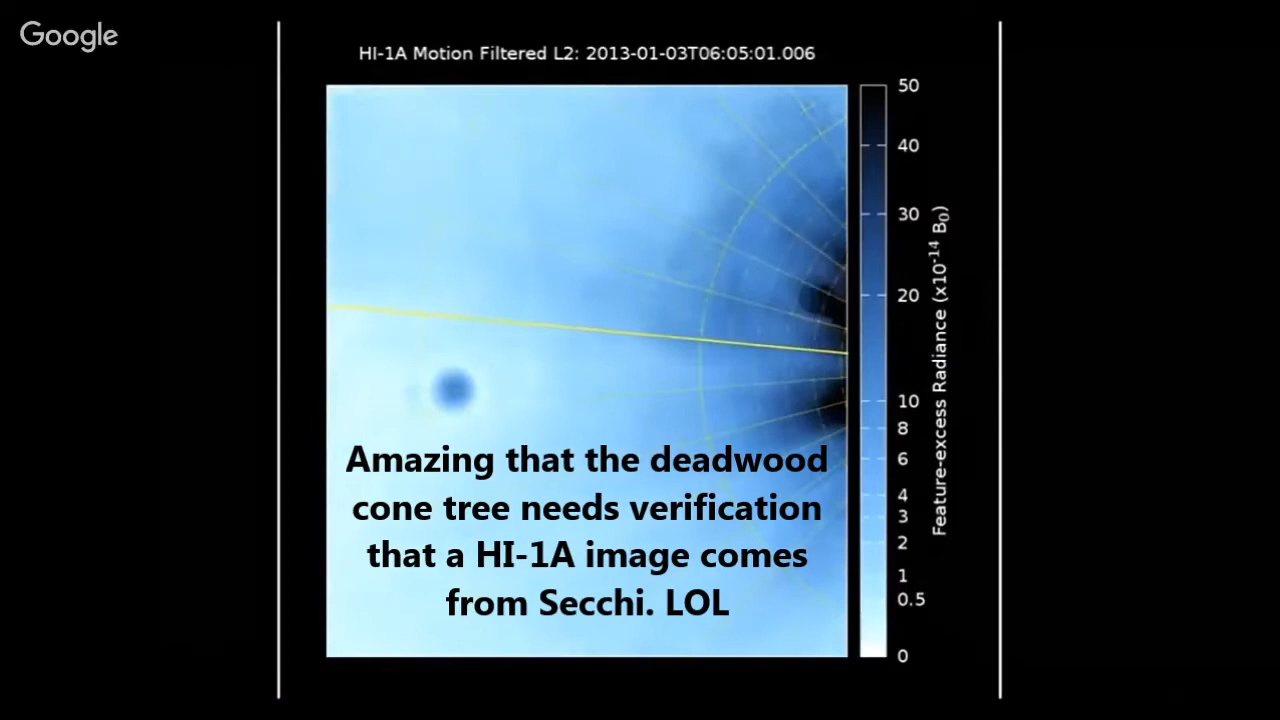 Google
HI-1A Motion Filtered L2: 2013-01-03T06:05:01.006
50
40
30
20
10
8
6
4
3
2
1
0.5
0
Feature-excess Radiance (x10⁻¹⁴ B₀)
Amazing that the deadwood
cone tree needs verification
that a HI-1A image comes
from Secchi. LOL